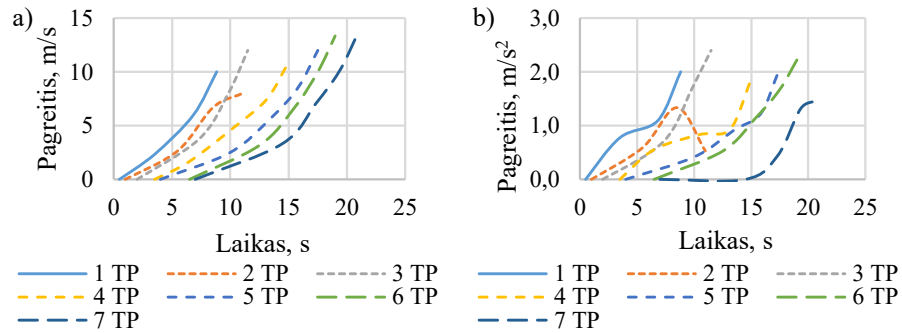 a)
Pagreitis, m/s
15
10
5
0
0 5 10 15 20 25
Laikas, s
1 TP 2 TP 3 TP
4 TP 5 TP 6 TP
7 TP
b)
Pagreitis, m/s²
3,0
2,0
1,0
0,0
0 5 10 15 20 25
Laikas, s
1 TP 2 TP 3 TP
4 TP 5 TP 6 TP
7 TP